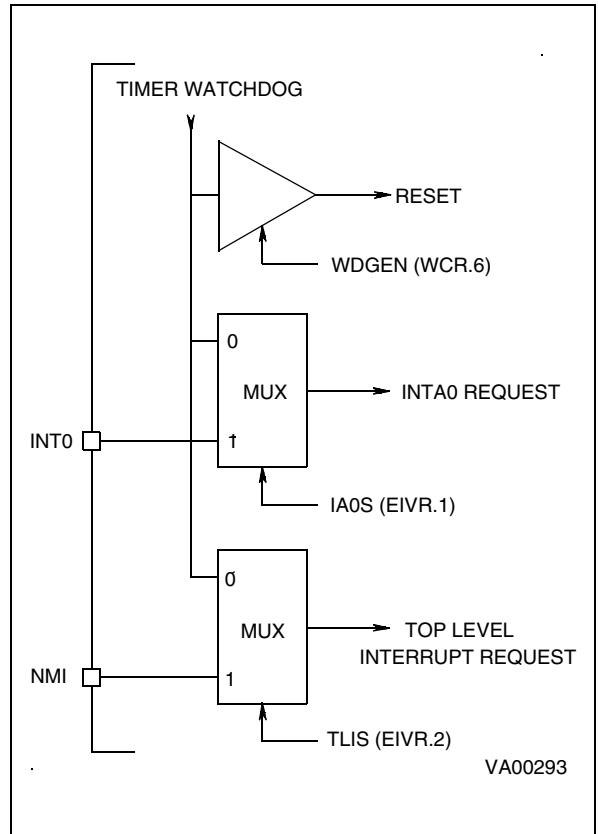 TIMER WATCHDOG
RESET
WDGEN (WCR.6)
0
MUX
INTA0 REQUEST
INT0
1
IA0S (EIVR.1)
0
MUX
TOP LEVEL
INTERRUPT REQUEST
NMI
1
TLIS (EIVR.2)
VA00293